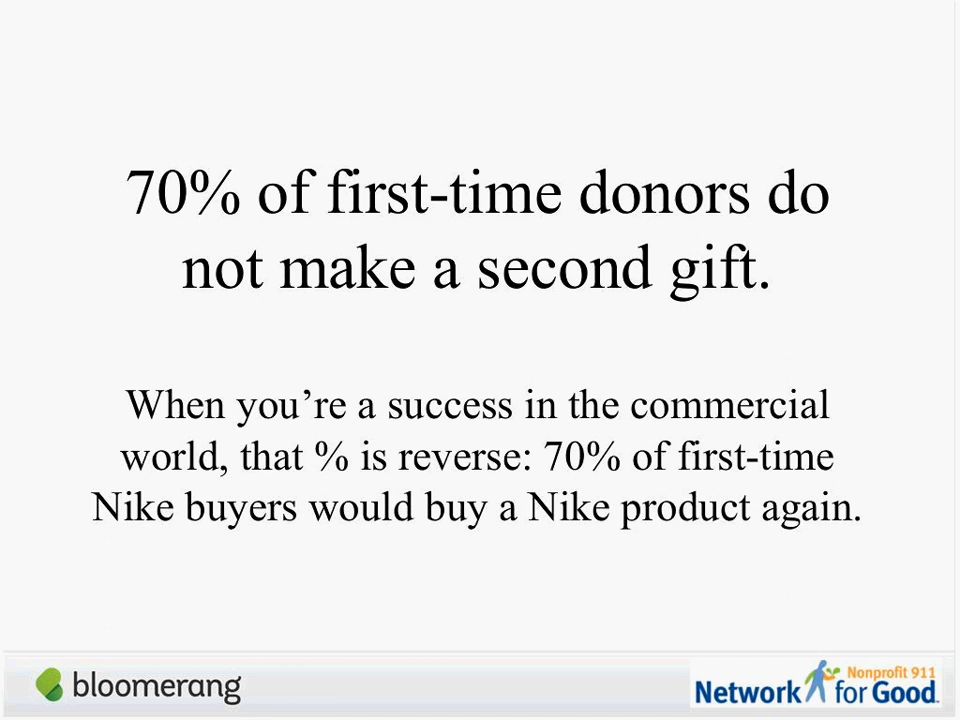 70% of first-time donors do
not make a second gift.
When you’re a success in the commercial
world, that % is reverse: 70% of first-time
Nike buyers would buy a Nike product again.
bloomerang
Nonprofit 911
Network for Good.